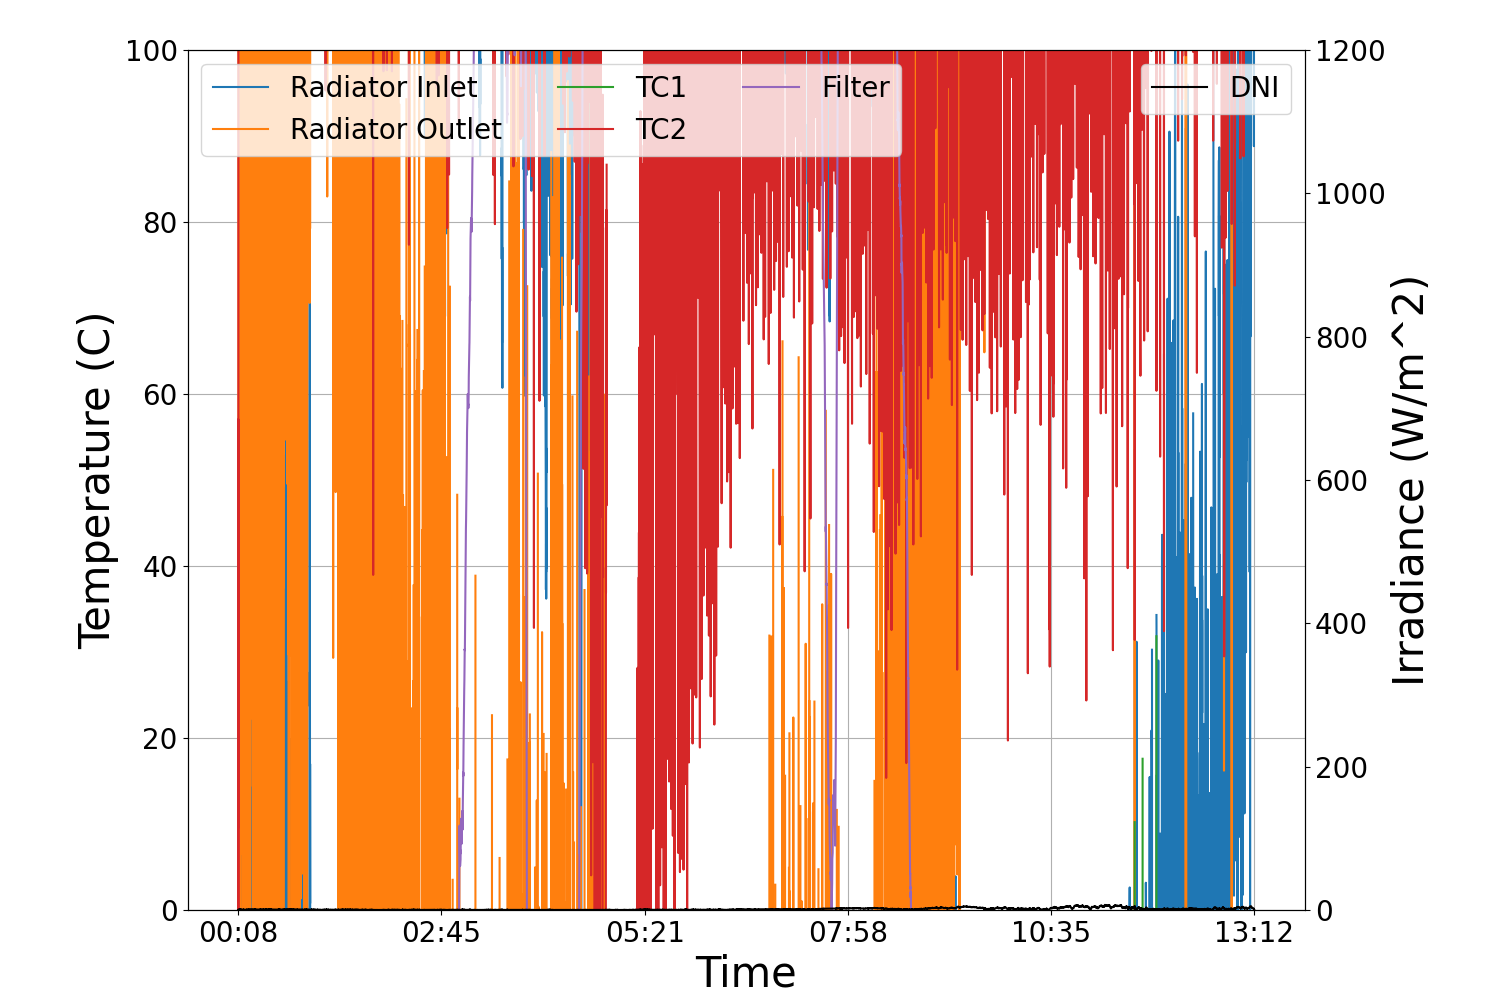 100
80
60
40
20
0
Temperature (C)
Radiator Inlet
Radiator Outlet
TC1
TC2
Filter
DNI
1200
1000
800
600
400
200
0
Irradiance (W/m^2)
00:08 02:45 05:21 07:58 10:35 13:12
Time